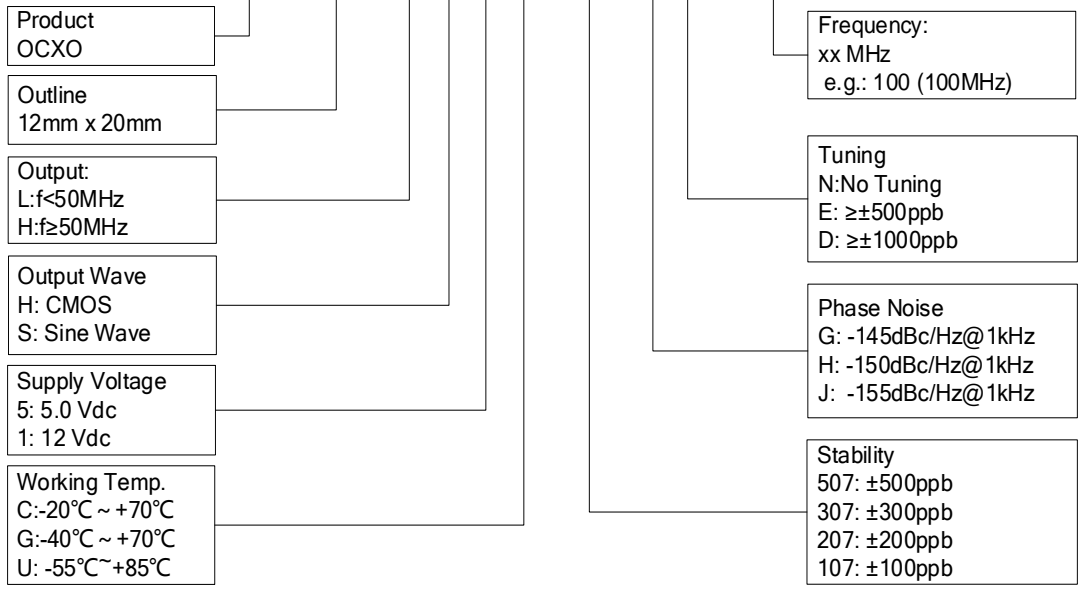 Product
OCXO
Outline
12mm x 20mm
Output:
L:f<50MHz
H:f≥50MHz
Output Wave
H: CMOS
S: Sine Wave
Supply Voltage
5: 5.0 Vdc
1: 12 Vdc
Working Temp.
C:-20℃ ~ +70℃
G:-40℃ ~ +70℃
U: -55℃~+85℃
Frequency:
xx MHz
e.g.: 100 (100MHz)
Tuning
N:No Tuning
E: ≥±500ppb
D: ≥±1000ppb
Phase Noise
G: -145dBc/Hz@1kHz
H: -150dBc/Hz@1kHz
J: -155dBc/Hz@1kHz
Stability
507: ±500ppb
307: ±300ppb
207: ±200ppb
107: ±100ppb